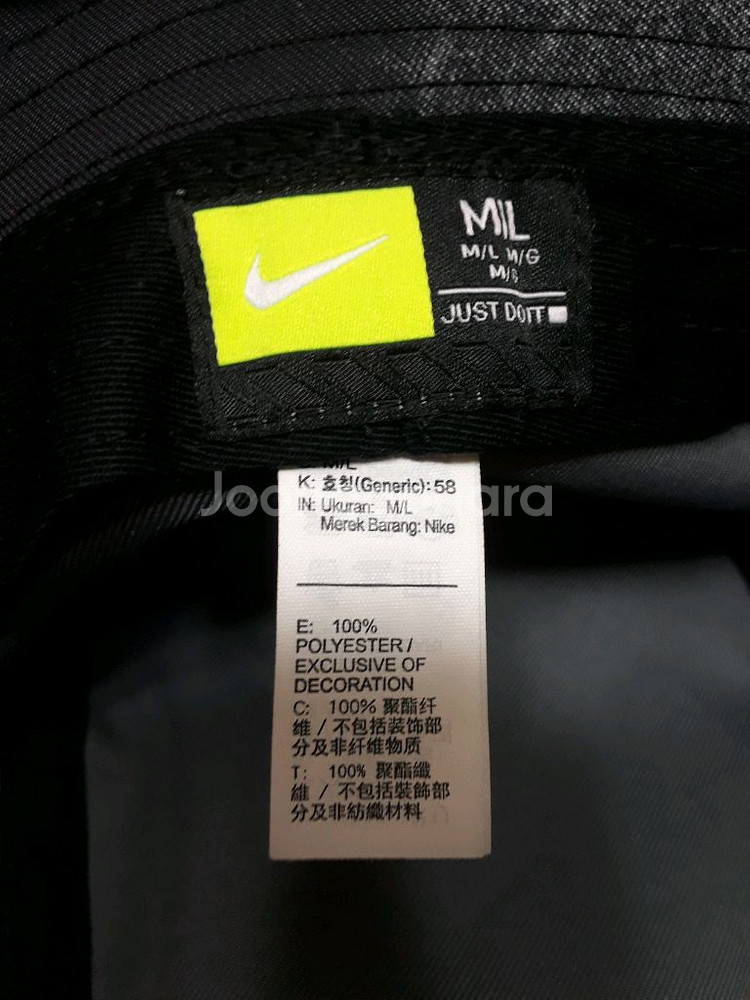 M/L
M/L M/G
M/G
JUST DO IT
M/L
K: 호칭(Generic): 58
IN: Ukuran: M/L
Merek Barang: Nike
E: 100%
POLYESTER /
EXCLUSIVE OF
DECORATION
C: 100% 聚酯纤
维 / 不包括装饰部
分及非纤维物质
T: 100% 聚酯纖
維 / 不包括裝飾部
分及非紡織材料